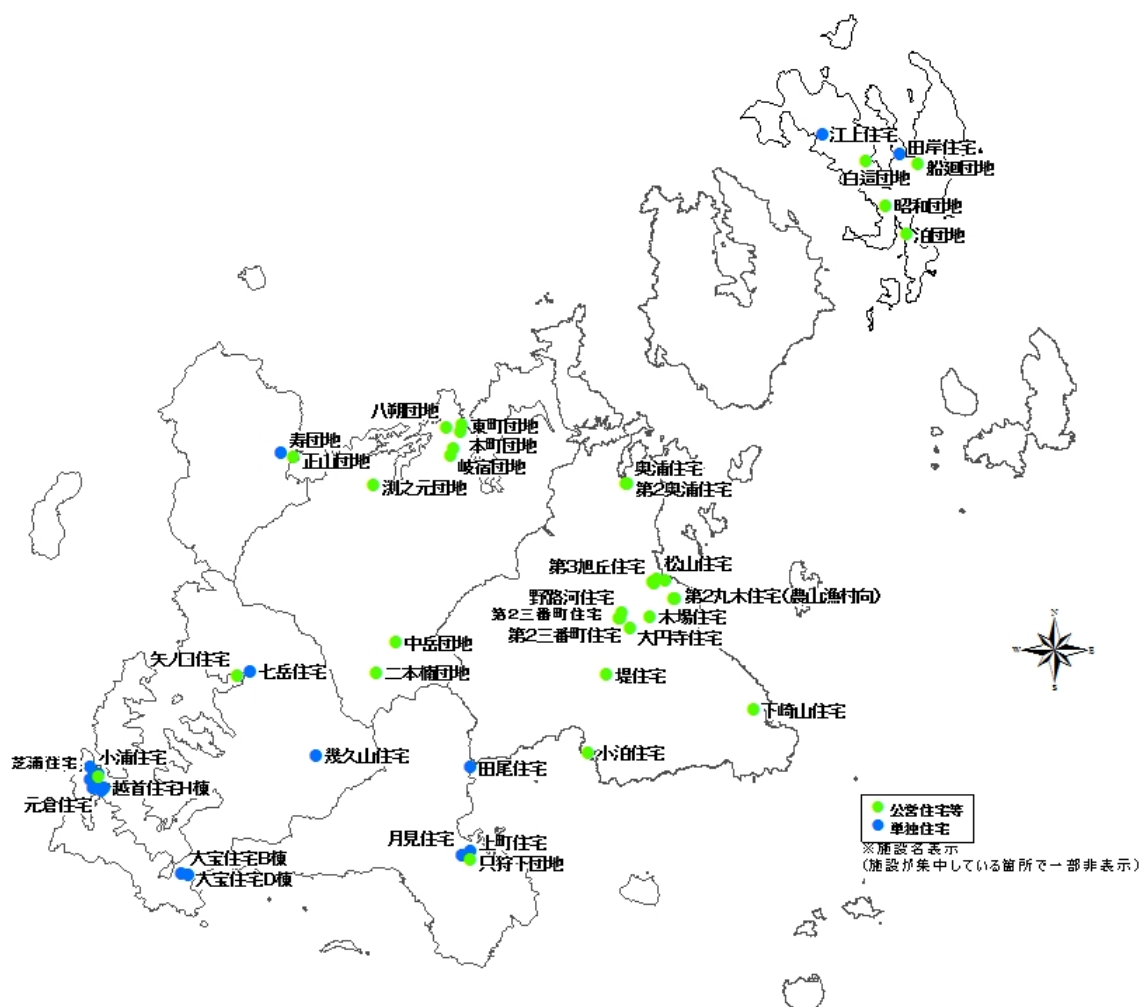 江上住宅
田岸住宅
船廻団地
白這団地
昭和団地
泊団地
八朔団地
東町団地
本町団地
岐宿団地
寿団地
正山団地
渕之元団地
奥浦住宅
第2奥浦住宅
第3旭丘住宅
松山住宅
野路河住宅
第2丸木住宅(農山漁村向)
第2三番町住宅
木場住宅
第2三番町住宅
大円寺住宅
中岳団地
二本楠団地
堤住宅
矢ノ口住宅
七岳住宅
下崎山住宅
小泊住宅
幾久山住宅
田尾住宅
小浦住宅
芝浦住宅
越首住宅H棟
元倉住宅
月見住宅
上町住宅
只狩下団地
大宝住宅B棟
大宝住宅D棟
N
W
E
S
公営住宅等
単独住宅
※施設名表示
(施設が集中している箇所で一部非表示)